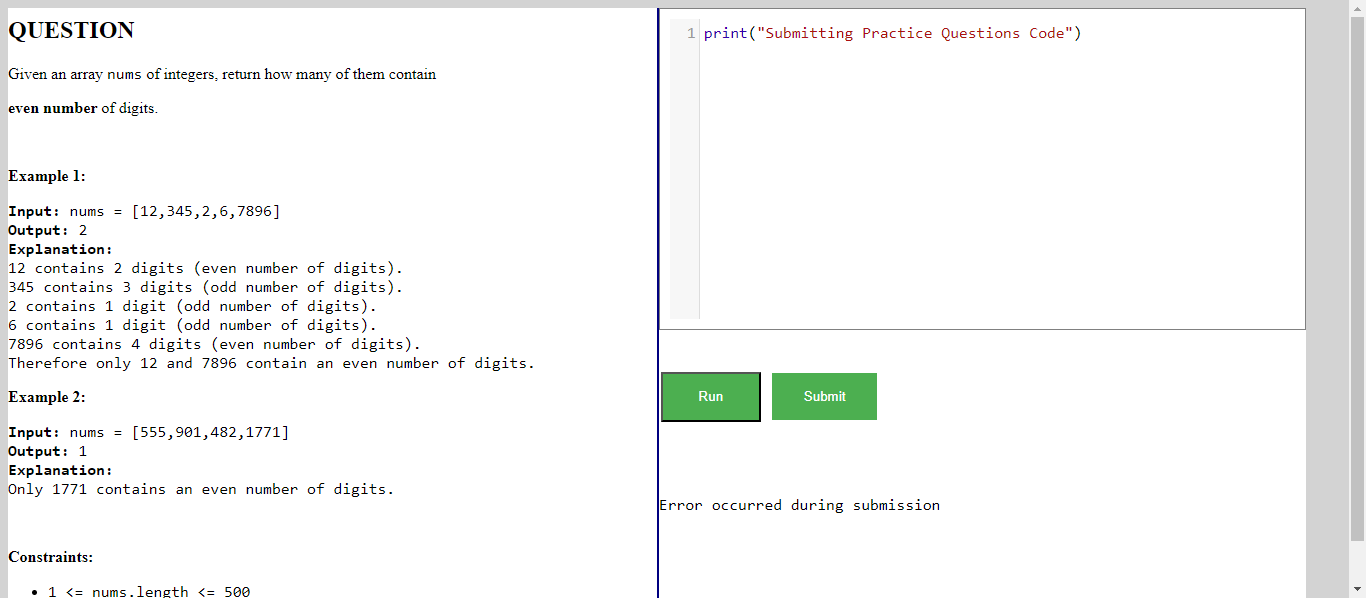 QUESTION
Given an array nums of integers, return how many of them contain
even number of digits.
Example 1:
Input: nums = [12,345,2,6,7896]
Output: 2
Explanation:
12 contains 2 digits (even number of digits).
345 contains 3 digits (odd number of digits).
2 contains 1 digit (odd number of digits).
6 contains 1 digit (odd number of digits).
7896 contains 4 digits (even number of digits).
Therefore only 12 and 7896 contain an even number of digits.
Example 2:
Input: nums = [555,901,482,1771]
Output: 1
Explanation:
Only 1771 contains an even number of digits.
Constraints:
• 1 <= nums.length <= 500
1 print("Submitting Practice Questions Code")
Run Submit
Error occurred during submission